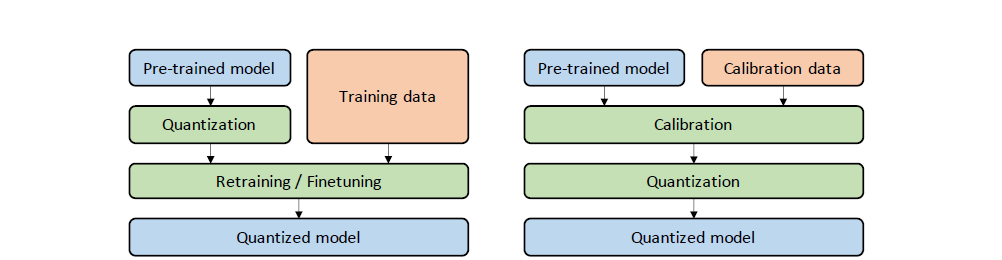 Pre-trained model
Training data
Quantization
Retraining / Finetuning
Quantized model
Pre-trained model
Calibration data
Calibration
Quantization
Quantized model